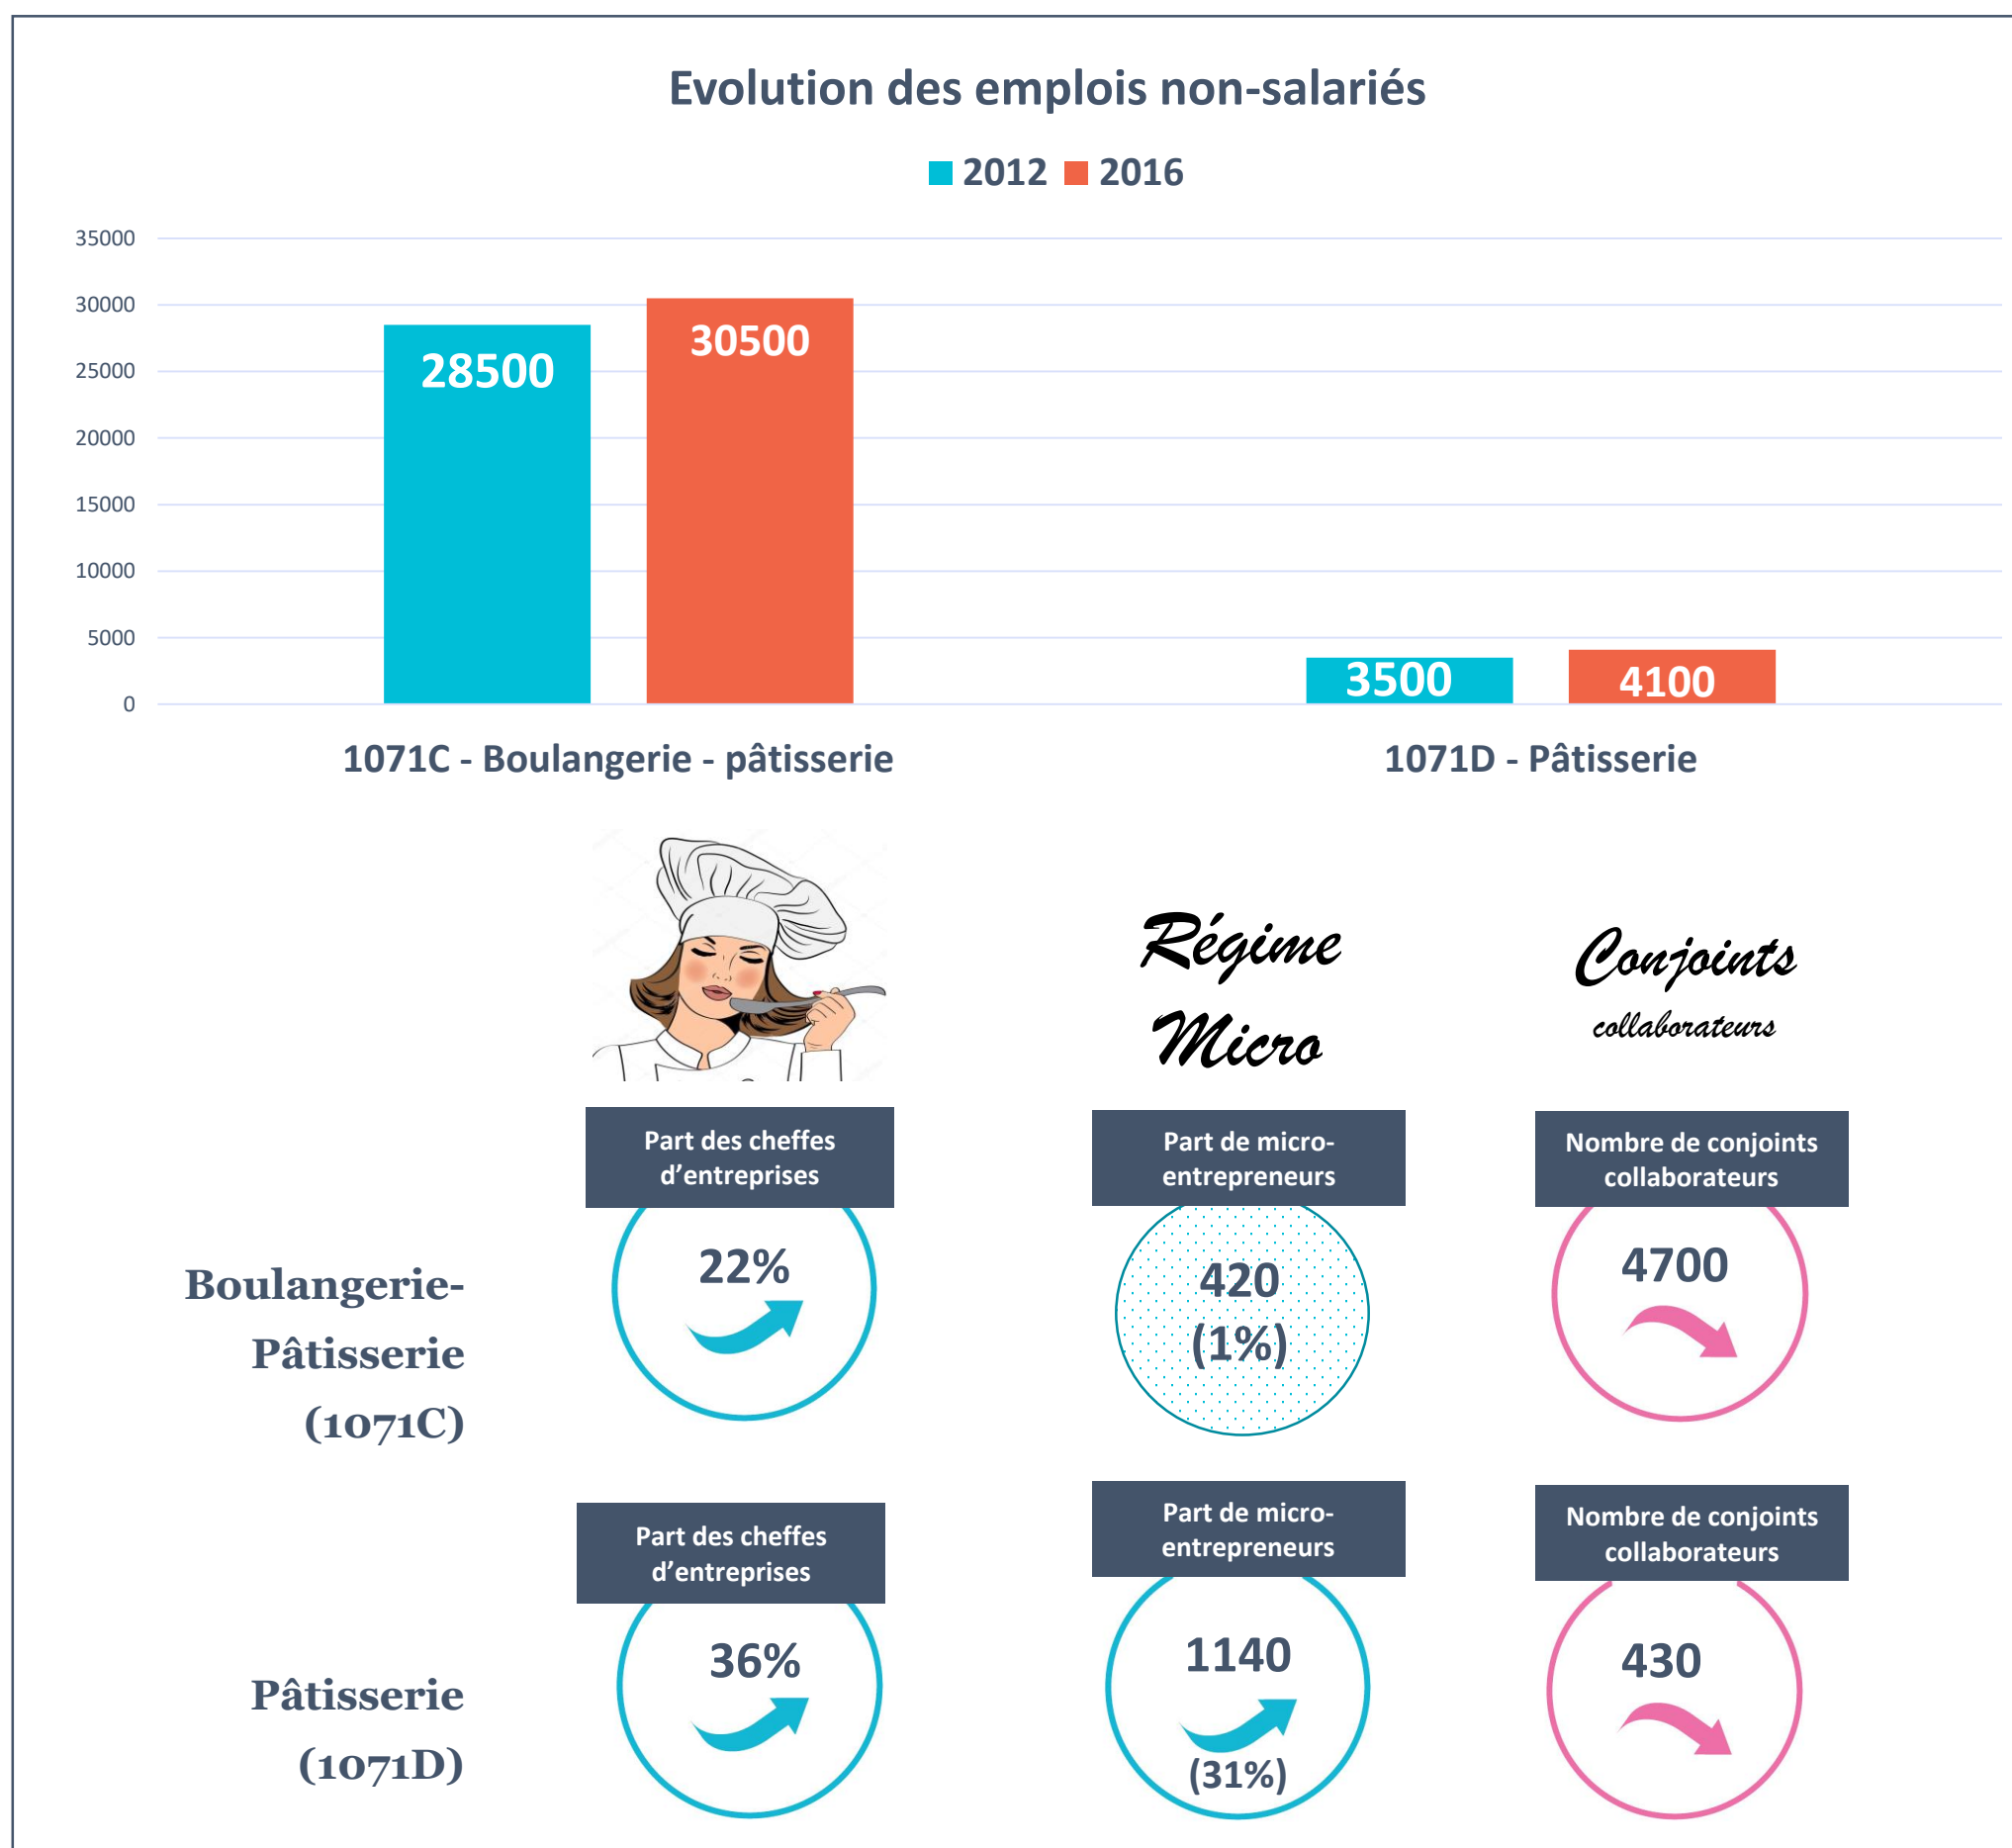 Evolution des emplois non-salariés
2012 2016
35000
30000
25000
20000
15000
10000
5000
0
28500
30500
3500
4100
1071C - Boulangerie - pâtisserie
1071D - Pâtisserie
Régime
Micro
Conjoints
collaborateurs
Boulangerie-
Pâtisserie
(1071C)
Part des cheffes
d’entreprises
22%
Part de micro-
entrepreneurs
420
(1%)
Nombre de conjoints
collaborateurs
4700
Pâtisserie
(1071D)
Part des cheffes
d’entreprises
36%
Part de micro-
entrepreneurs
1140
(31%)
Nombre de conjoints
collaborateurs
430